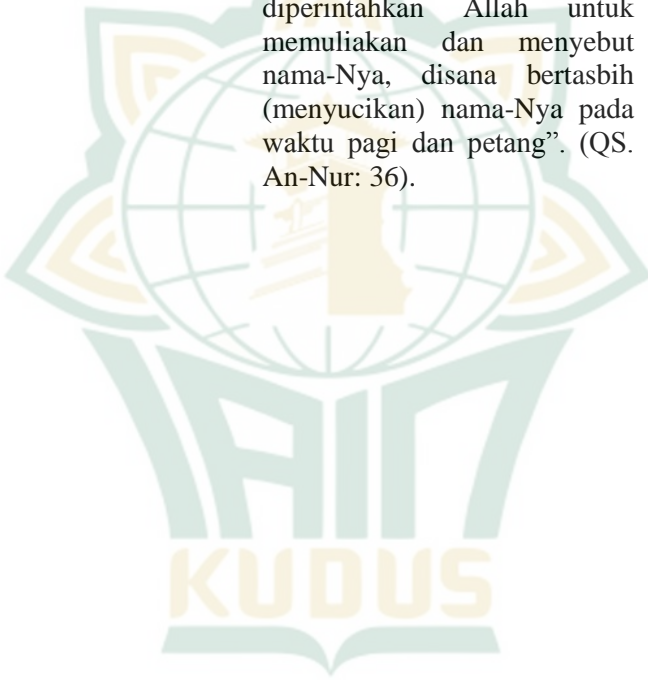 diperintahkan Allah untuk
memuliakan dan menyebut
nama-Nya, disana bertasbih
(menyucikan) nama-Nya pada
waktu pagi dan petang”. (QS.
An-Nur: 36).
IAIN
KUDUS